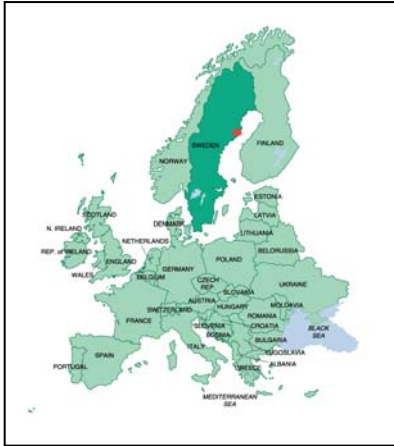 SWEDEN
FINLAND
NORWAY
ESTONIA
SCOTLAND
LATVIA
DENMARK
LITHUANIA
N. IRELAND
NETHERLANDS
REP. of IRELAND
BELORUSSIA
ENGLAND
POLAND
WALES
GERMANY
BELGIUM
CZECH
REP.
UKRAINE
SLOVAKIA
AUSTRIA
MOLDAVIA
HUNGARY
SWITZERLAND
ROMANIA
FRANCE
SLOVENIA
CROATIA
BLACK
SEA
BOSNIA
BULGARIA
ITALY
YUGOSLAVIA
SPAIN
ALBANIA
PORTUGAL
GREECE
MEDITERRANEAN
SEA